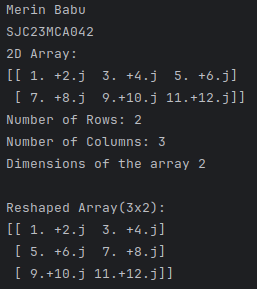 Merin Babu
SJC23MCA042
2D Array:
[[ 1. +2.j  3. +4.j  5. +6.j]
 [ 7. +8.j  9.+10.j 11.+12.j]]
Number of Rows: 2
Number of Columns: 3
Dimensions of the array 2

Reshaped Array(3x2):
[[ 1. +2.j  3. +4.j]
 [ 5. +6.j  7. +8.j]
 [ 9.+10.j 11.+12.j]]